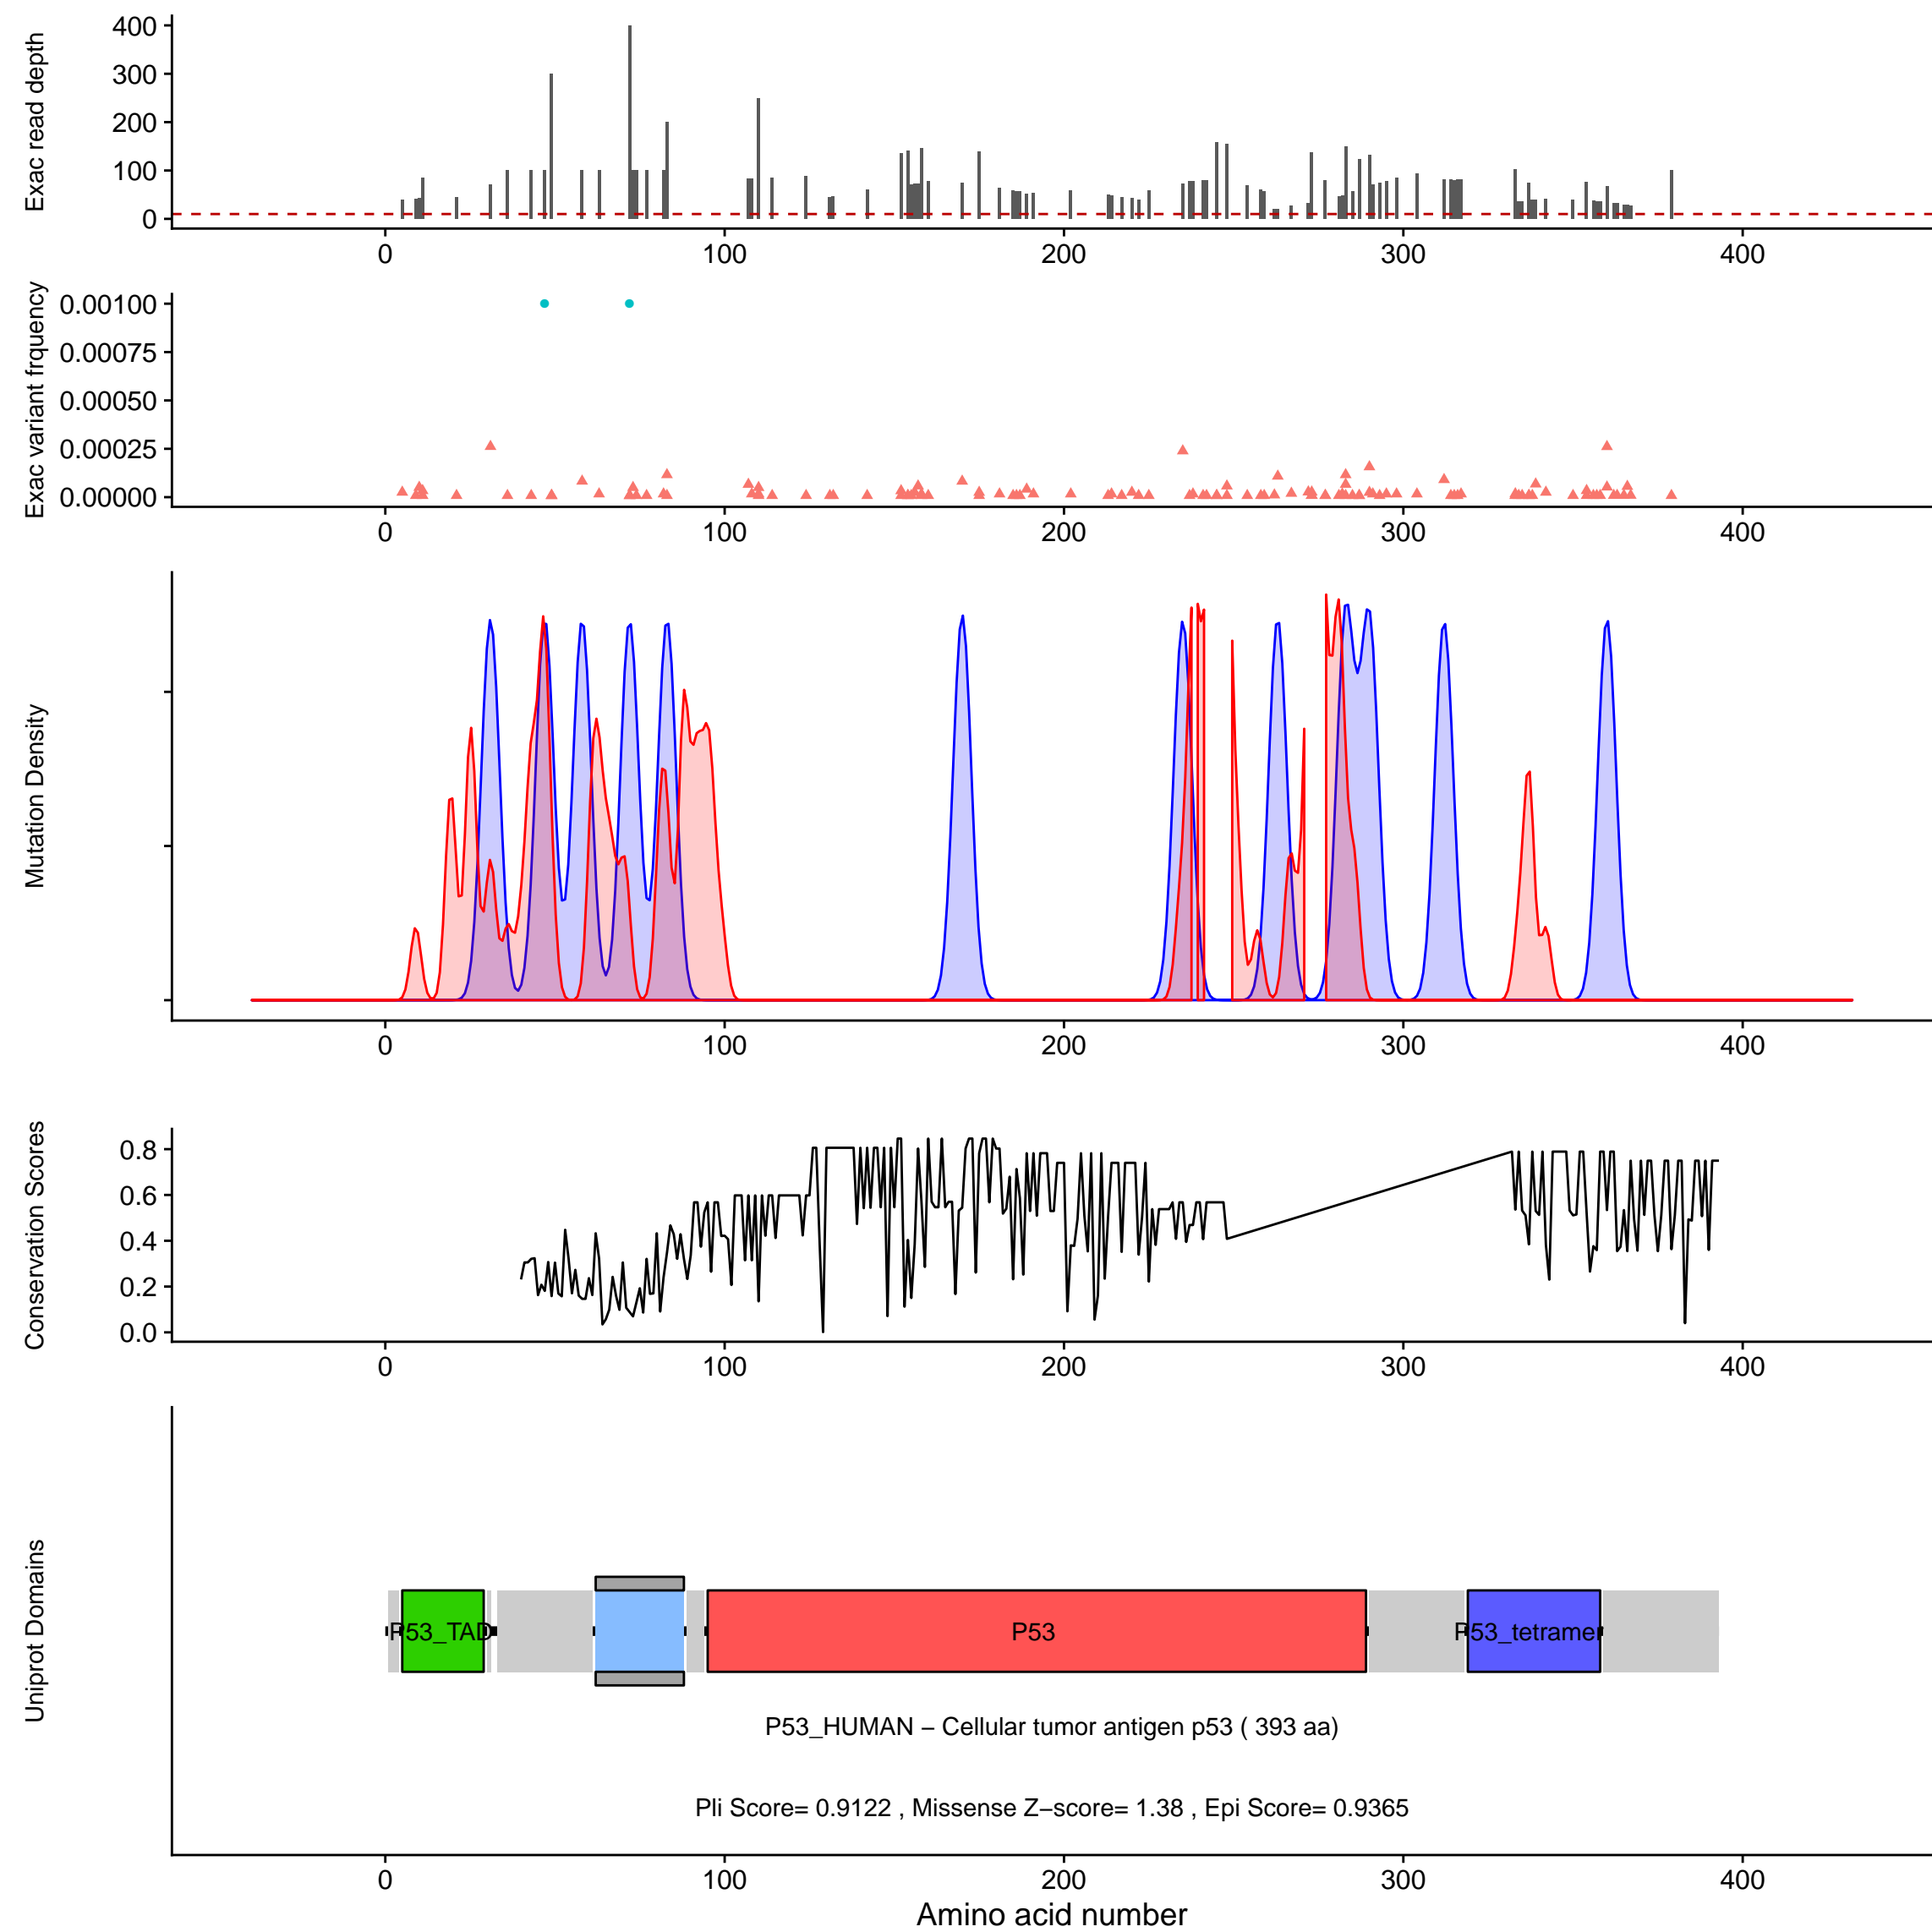 Exac read depth
400
300
200
100
0
0 100 200 300 400
Exac variant frquency
0.00100
0.00075
0.00050
0.00025
0.00000
0 100 200 300 400
Mutation Density
0 100 200 300 400
Conservation Scores
0.8
0.6
0.4
0.2
0.0
0 100 200 300 400
Uniprot Domains
P53_TAD P53 P53_tetramer
P53_HUMAN – Cellular tumor antigen p53 ( 393 aa)
Pli Score= 0.9122 , Missense Z−score= 1.38 , Epi Score= 0.9365
0 100 200 300 400
Amino acid number